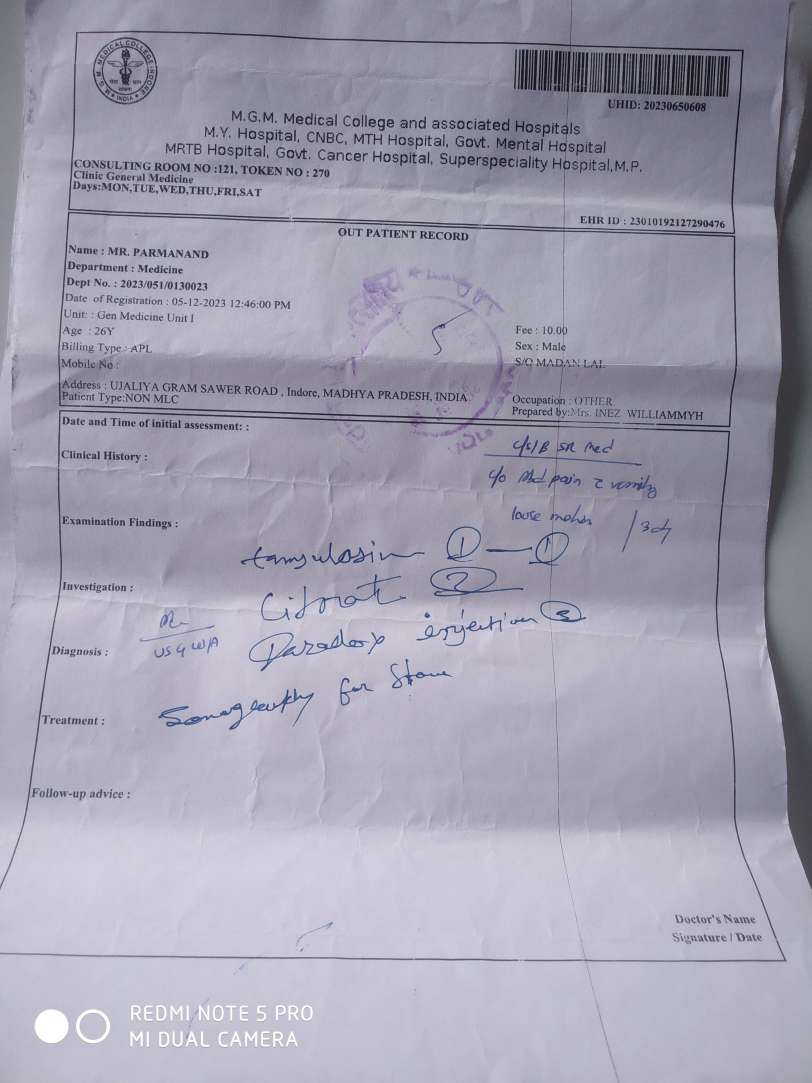 M.G.M. MEDICAL COLLEGE INDORE
INDIA
UHID: 20230650608
M.G.M. Medical College and associated Hospitals
M.Y. Hospital, CNBC, MTH Hospital, Govt. Mental Hospital
MRTB Hospital, Govt. Cancer Hospital, Superspeciality Hospital,M.P.
CONSULTING ROOM NO :121, TOKEN NO : 270
Clinic General Medicine
Days:MON,TUE,WED,THU,FRI,SAT
EHR ID : 23010192127290476
OUT PATIENT RECORD
Name : MR. PARMANAND
Department : Medicine
Dept No. : 2023/051/0130023
Date of Registration : 05-12-2023 12:46:00 PM
Unit: : Gen Medicine Unit I
Age : 26Y
Fee : 10.00
Billing Type : APL
Sex : Male
Mobile No :
S/O MADAN LAL
Address : UJALIYA GRAM SAWER ROAD , Indore, MADHYA PRADESH, INDIA
Occupation : OTHER
Patient Type:NON MLC
Prepared by:Mrs. INEZ WILLIAMMYH
Date and Time of initial assessment: :
Clinical History :
c/s/B SR Med
c/o Abd pain c vomiting
loose motion / 3d
Examination Findings :
tamsulosin 1 — 1
Investigation :
Citrat 2
USG W/A
injection 3
Diagnosis :
Sonography for Stone
Treatment :
Follow-up advice :
Doctor's Name
Signature / Date
REDMI NOTE 5 PRO
MI DUAL CAMERA